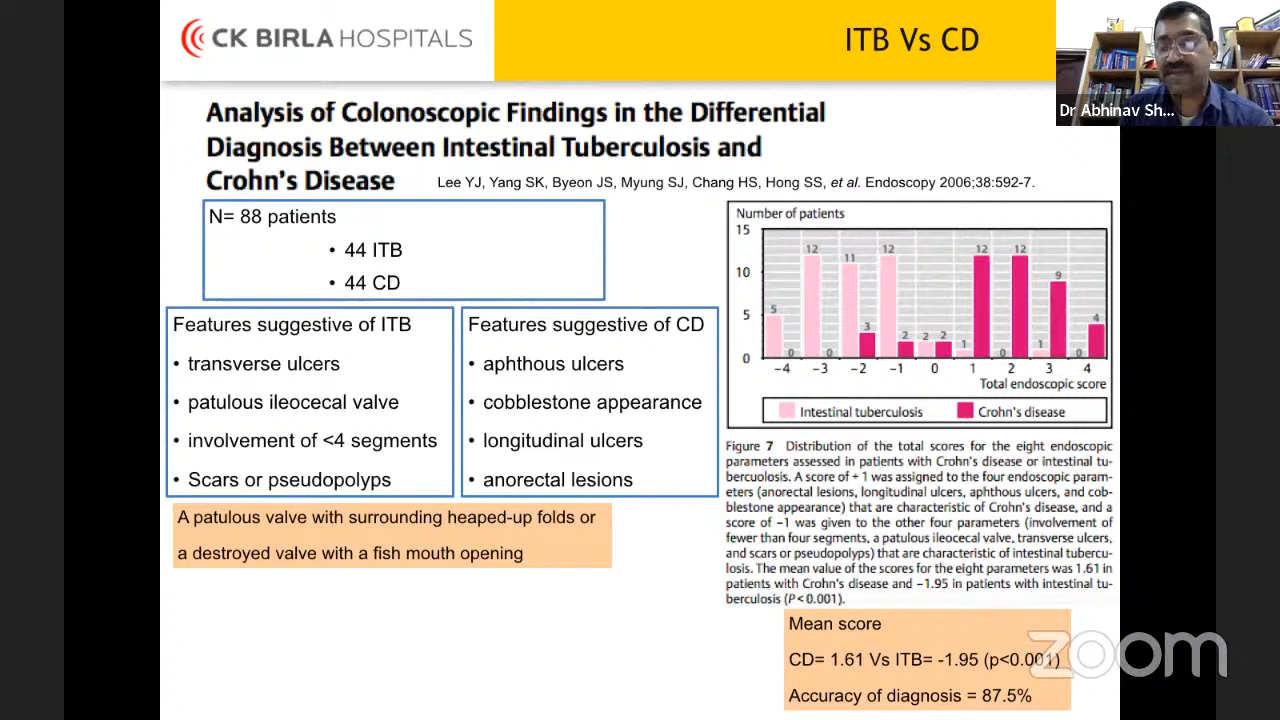 CK BIRLA HOSPITALS
ITB Vs CD
Dr Abhinav Sh...
Analysis of Colonoscopic Findings in the Differential
Diagnosis Between Intestinal Tuberculosis and
Crohn's Disease
Lee YJ, Yang SK, Byeon JS, Myung SJ, Chang HS, Hong SS, et al. Endoscopy 2006;38:592-7.
N= 88 patients
• 44 ITB
• 44 CD
Features suggestive of ITB
• transverse ulcers
• patulous ileocecal valve
• involvement of <4 segments
• Scars or pseudopolyps
Features suggestive of CD
• aphthous ulcers
• cobblestone appearance
• longitudinal ulcers
• anorectal lesions
A patulous valve with surrounding heaped-up folds or
a destroyed valve with a fish mouth opening
Number of patients
15
10
5
0
5 0 12 0 11 3 12 2 2 2 1 12 0 12 1 9 0 4
−4 −3 −2 −1 0 1 2 3 4
Total endoscopic score
Intestinal tuberculosis Crohn's disease
Figure 7 Distribution of the total scores for the eight endoscopic
parameters assessed in patients with Crohn's disease or intestinal tu-
bercuolosis. A score of + 1 was assigned to the four endoscopic param-
eters (anorectal lesions, longitudinal ulcers, aphthous ulcers, and cob-
blestone appearance) that are characteristic of Crohn's disease, and a
score of −1 was given to the other four parameters (involvement of
fewer than four segments, a patulous ileocecal valve, transverse ulcers,
and scars or pseudopolyps) that are characteristic of intestinal tubercu-
losis. The mean value of the scores for the eight parameters was 1.61 in
patients with Crohn's disease and −1.95 in patients with intestinal tu-
berculosis (P < 0.001).
Mean score
CD= 1.61 Vs ITB= -1.95 (p<0.001)
Accuracy of diagnosis = 87.5%
zoom